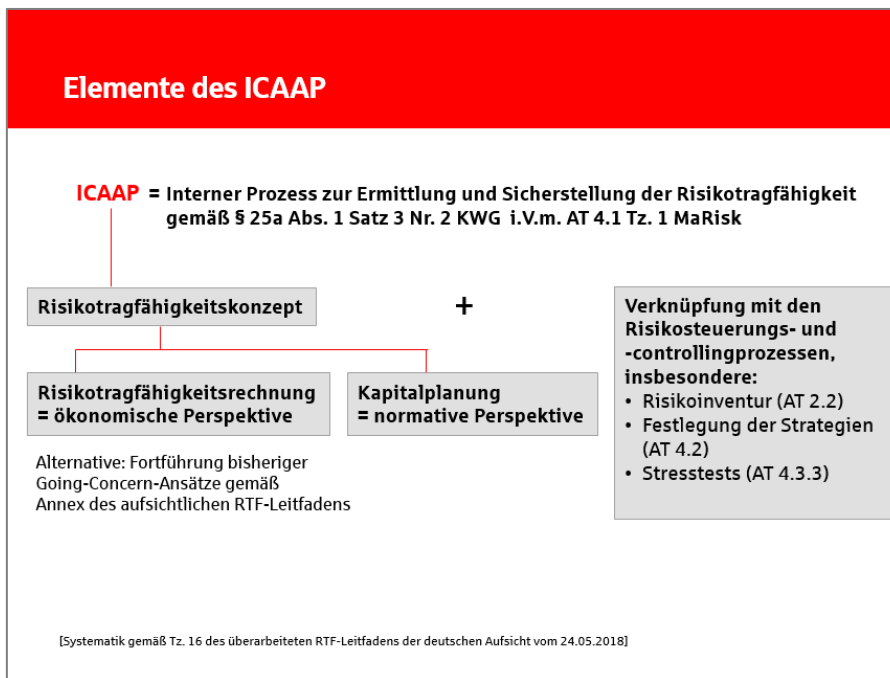 Elemente des ICAAP
ICAAP = Interner Prozess zur Ermittlung und Sicherstellung der Risikotragfähigkeit
gemäß § 25a Abs. 1 Satz 3 Nr. 2 KWG i.V.m. AT 4.1 Tz. 1 MaRisk
Risikotragfähigkeitskonzept
+
Risikotragfähigkeitsrechnung
= ökonomische Perspektive
Kapitalplanung
= normative Perspektive
Alternative: Fortführung bisheriger
Going-Concern-Ansätze gemäß
Annex des aufsichtlichen RTF-Leitfadens
Verknüpfung mit den
Risikosteuerungs- und
-controllingprozessen,
insbesondere:
• Risikoinventur (AT 2.2)
• Festlegung der Strategien
(AT 4.2)
• Stresstests (AT 4.3.3)
[Systematik gemäß Tz. 16 des überarbeiteten RTF-Leitfadens der deutschen Aufsicht vom 24.05.2018]